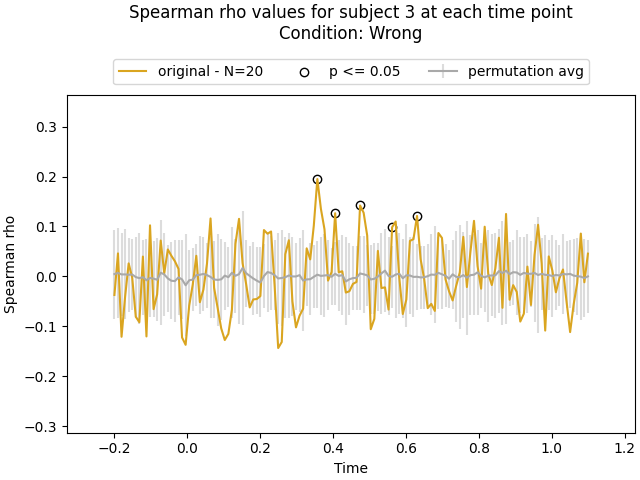 Spearman rho values for subject 3 at each time point
Condition: Wrong
original - N=20 p <= 0.05 permutation avg
Spearman rho
0.3
0.2
0.1
0.0
−0.1
−0.2
−0.3
−0.2 0.0 0.2 0.4 0.6 0.8 1.0 1.2
Time